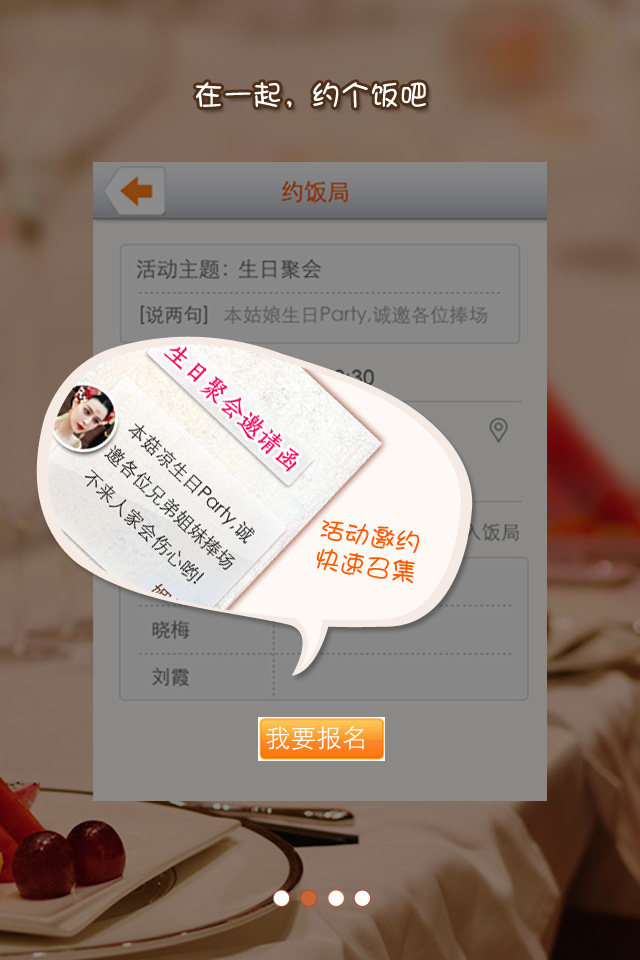 在一起，约个饭吧
约饭局
活动主题：生日聚会
[说两句] 本姑娘生日Party,诚邀各位捧场
:30
生日聚会邀请函
本菇凉生日Party,诚
邀各位兄弟姐妹捧场
不来人家会伤心哟!
活动邀约
快速召集
人饭局
晓梅
刘霞
我要报名